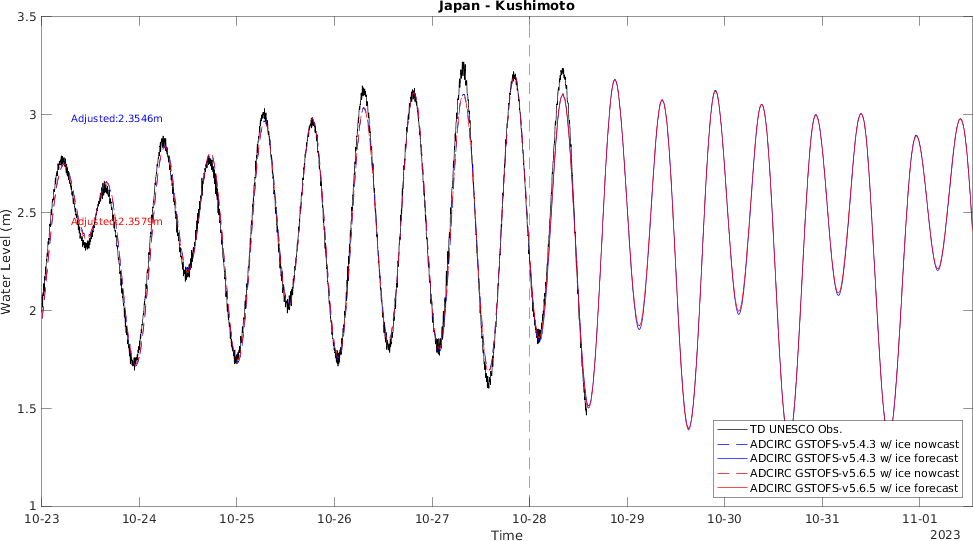 Japan - Kushimoto
3.5
3
2.5
2
1.5
1
Water Level (m)
Adjusted:2.3546m
Adjusted:2.3579m
TD UNESCO Obs.
ADCIRC GSTOFS-v5.4.3 w/ ice nowcast
ADCIRC GSTOFS-v5.4.3 w/ ice forecast
ADCIRC GSTOFS-v5.6.5 w/ ice nowcast
ADCIRC GSTOFS-v5.6.5 w/ ice forecast
10-23 10-24 10-25 10-26 10-27 10-28 10-29 10-30 10-31 11-01
Time
2023